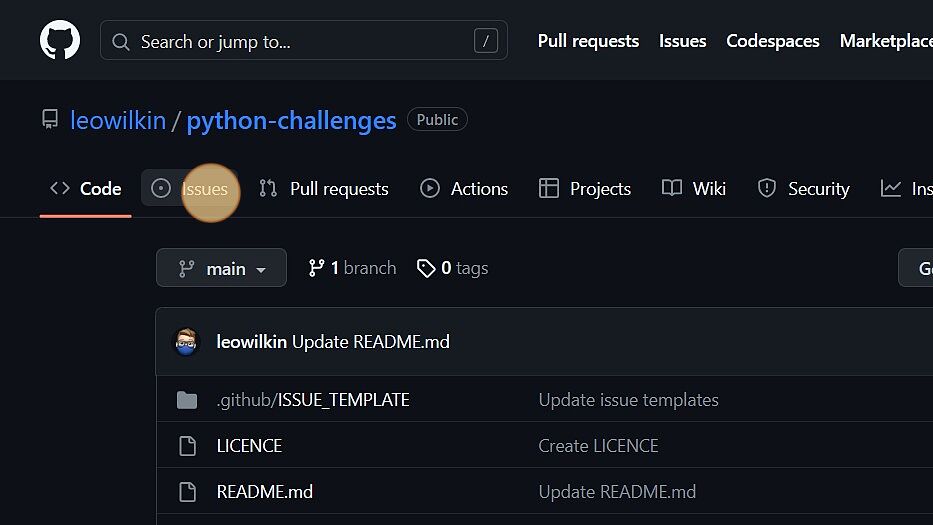 Search or jump to... / Pull requests Issues Codespaces Marketplace
leowilkin / python-challenges Public
Code Issues Pull requests Actions Projects Wiki Security Ins
main 1 branch 0 tags Go
leowilkin Update README.md
.github/ISSUE_TEMPLATE Update issue templates
LICENCE Create LICENCE
README.md Update README.md